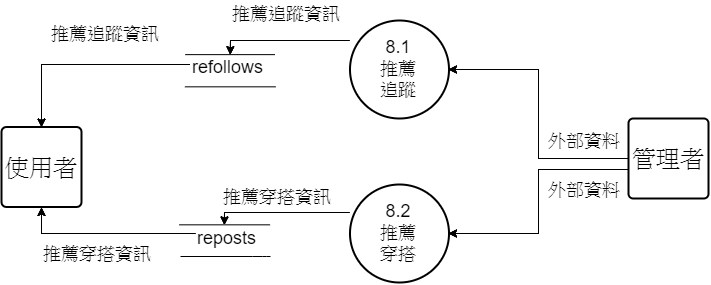 推薦追蹤資訊
推薦追蹤資訊
refollows
8.1
推薦
追蹤
外部資料
管理者
外部資料
使用者
推薦穿搭資訊
8.2
推薦
穿搭
reposts
推薦穿搭資訊